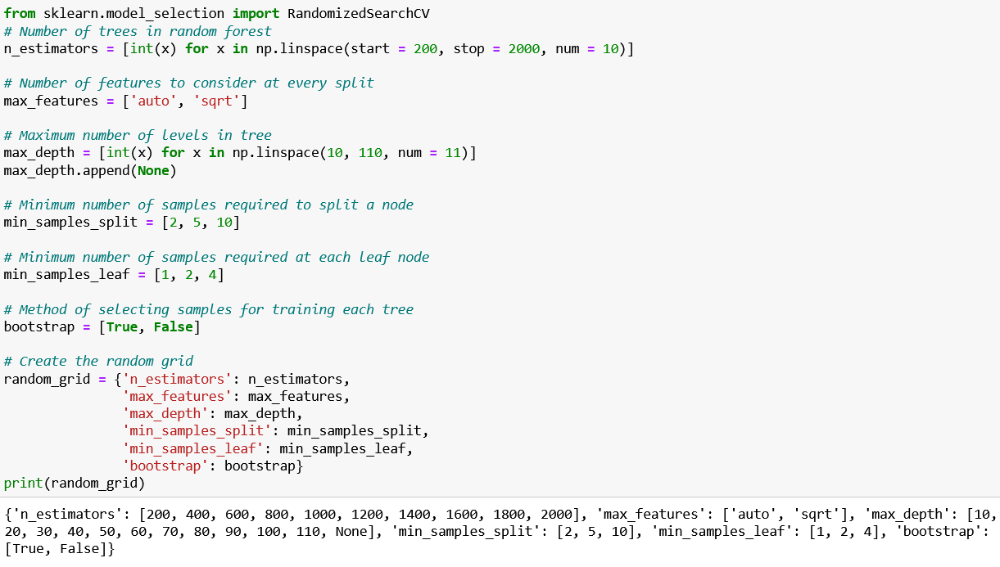 from sklearn.model_selection import RandomizedSearchCV
# Number of trees in random forest
n_estimators = [int(x) for x in np.linspace(start = 200, stop = 2000, num = 10)]
# Number of features to consider at every split
max_features = ['auto', 'sqrt']
# Maximum number of levels in tree
max_depth = [int(x) for x in np.linspace(10, 110, num = 11)]
max_depth.append(None)
# Minimum number of samples required to split a node
min_samples_split = [2, 5, 10]
# Minimum number of samples required at each leaf node
min_samples_leaf = [1, 2, 4]
# Method of selecting samples for training each tree
bootstrap = [True, False]
# Create the random grid
random_grid = {'n_estimators': n_estimators,
               'max_features': max_features,
               'max_depth': max_depth,
               'min_samples_split': min_samples_split,
               'min_samples_leaf': min_samples_leaf,
               'bootstrap': bootstrap}
print(random_grid)
{'n_estimators': [200, 400, 600, 800, 1000, 1200, 1400, 1600, 1800, 2000], 'max_features': ['auto', 'sqrt'], 'max_depth': [10,
20, 30, 40, 50, 60, 70, 80, 90, 100, 110, None], 'min_samples_split': [2, 5, 10], 'min_samples_leaf': [1, 2, 4], 'bootstrap':
[True, False]}